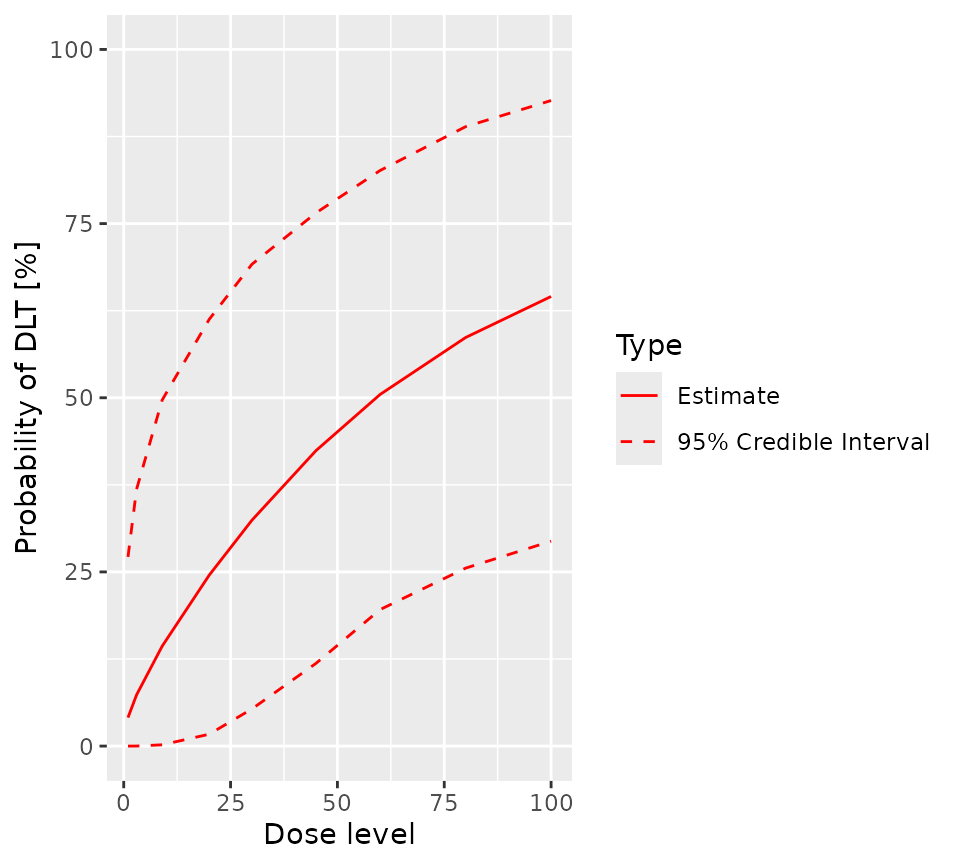 Probability of DLT [%]
100
75
50
25
0
0 25 50 75 100
Dose level
Type
Estimate
95% Credible Interval